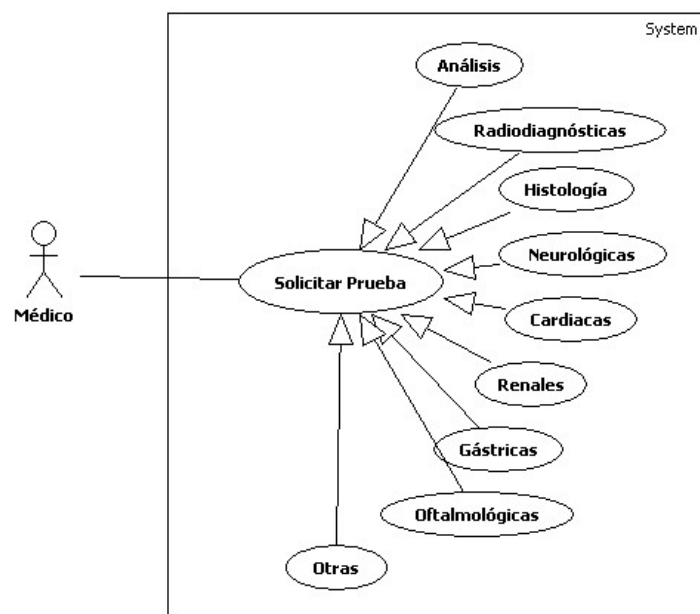 System
Análisis
Radiodiagnósticas
Histología
Neurológicas
Solicitar Prueba
Médico
Cardiacas
Renales
Gástricas
Oftalmológicas
Otras